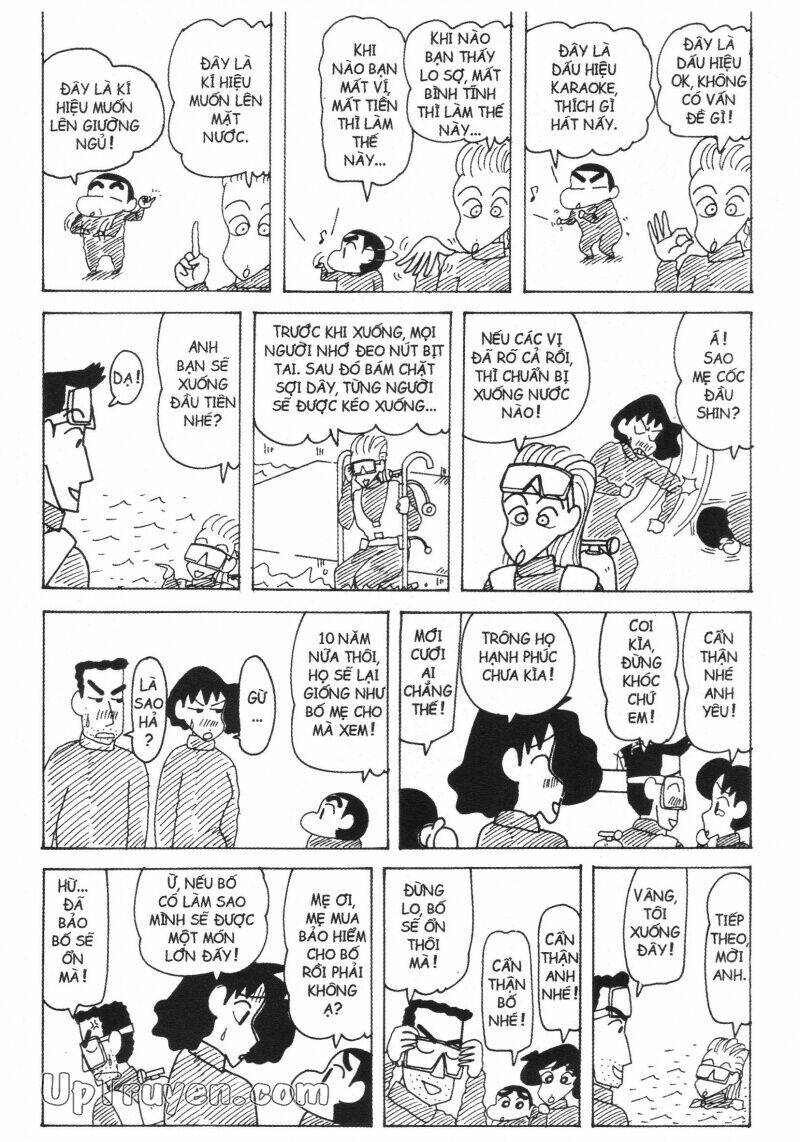 ĐÂY LÀ
DẤU HIỆU
OK, KHÔNG
CÓ VẤN
ĐỀ GÌ!
ĐÂY LÀ
DẤU HIỆU
KARAOKE,
THÍCH GÌ
HÁT NẤY.
KHI NÀO
BẠN THẤY
LO SỢ, MẤT
BÌNH TĨNH
THÌ LÀM THẾ
NÀY...
KHI
NÀO BẠN
MẤT VÍ,
MẤT TIỀN
THÌ LÀM
THẾ
NÀY...
ĐÂY LÀ
KÍ HIỆU
MUỐN LÊN
MẶT
NƯỚC.
ĐÂY LÀ KÍ
HIỆU MUỐN
LÊN GIƯỜNG
NGỦ!
Á!
SAO
MẸ CỐC
ĐẦU
SHIN?
NẾU CÁC VỊ
ĐÃ RÕ CẢ RỒI,
THÌ CHUẨN BỊ
XUỐNG NƯỚC
NÀO!
TRƯỚC KHI XUỐNG, MỌI
NGƯỜI NHỚ ĐEO NÚT BỊT
TAI. SAU ĐÓ BÁM CHẶT
SỢI DÂY, TỪNG NGƯỜI
SẼ ĐƯỢC KÉO XUỐNG...
ANH
BẠN SẼ
XUỐNG
ĐẦU TIÊN
NHÉ?
DẠ!
CẨN
THẬN
NHÉ
ANH
YÊU!
COI
KÌA,
ĐỪNG
KHÓC
CHỨ
EM!
TRÔNG HỌ
HẠNH PHÚC
CHƯA KÌA!
MỚI
CƯỚI
AI
CHẲNG
THẾ!
10 NĂM
NỮA THÔI,
HỌ SẼ LẠI
GIỐNG NHƯ
BỐ MẸ CHO
MÀ XEM!
GỪ
...
LÀ
SAO
HẢ?
TIẾP
THEO,
MỜI
ANH.
VÂNG,
TÔI
XUỐNG
ĐÂY!
CẨN
THẬN
ANH
NHÉ!
CẨN
THẬN
BỐ
NHÉ!
ĐỪNG
LO, BỐ
SẼ ỔN
THÔI
MÀ!
MẸ ƠI,
MẸ MUA
BẢO HIỂM
CHO BỐ
RỒI PHẢI
KHÔNG
Ạ?
Ừ, NẾU BỐ
CÓ LÀM SAO
MÌNH SẼ ĐƯỢC
MỘT MÓN
LỚN ĐẤY!
HỪ...
ĐÃ
BẢO
BỐ SẼ
ỔN
MÀ!
UpTruyen.com